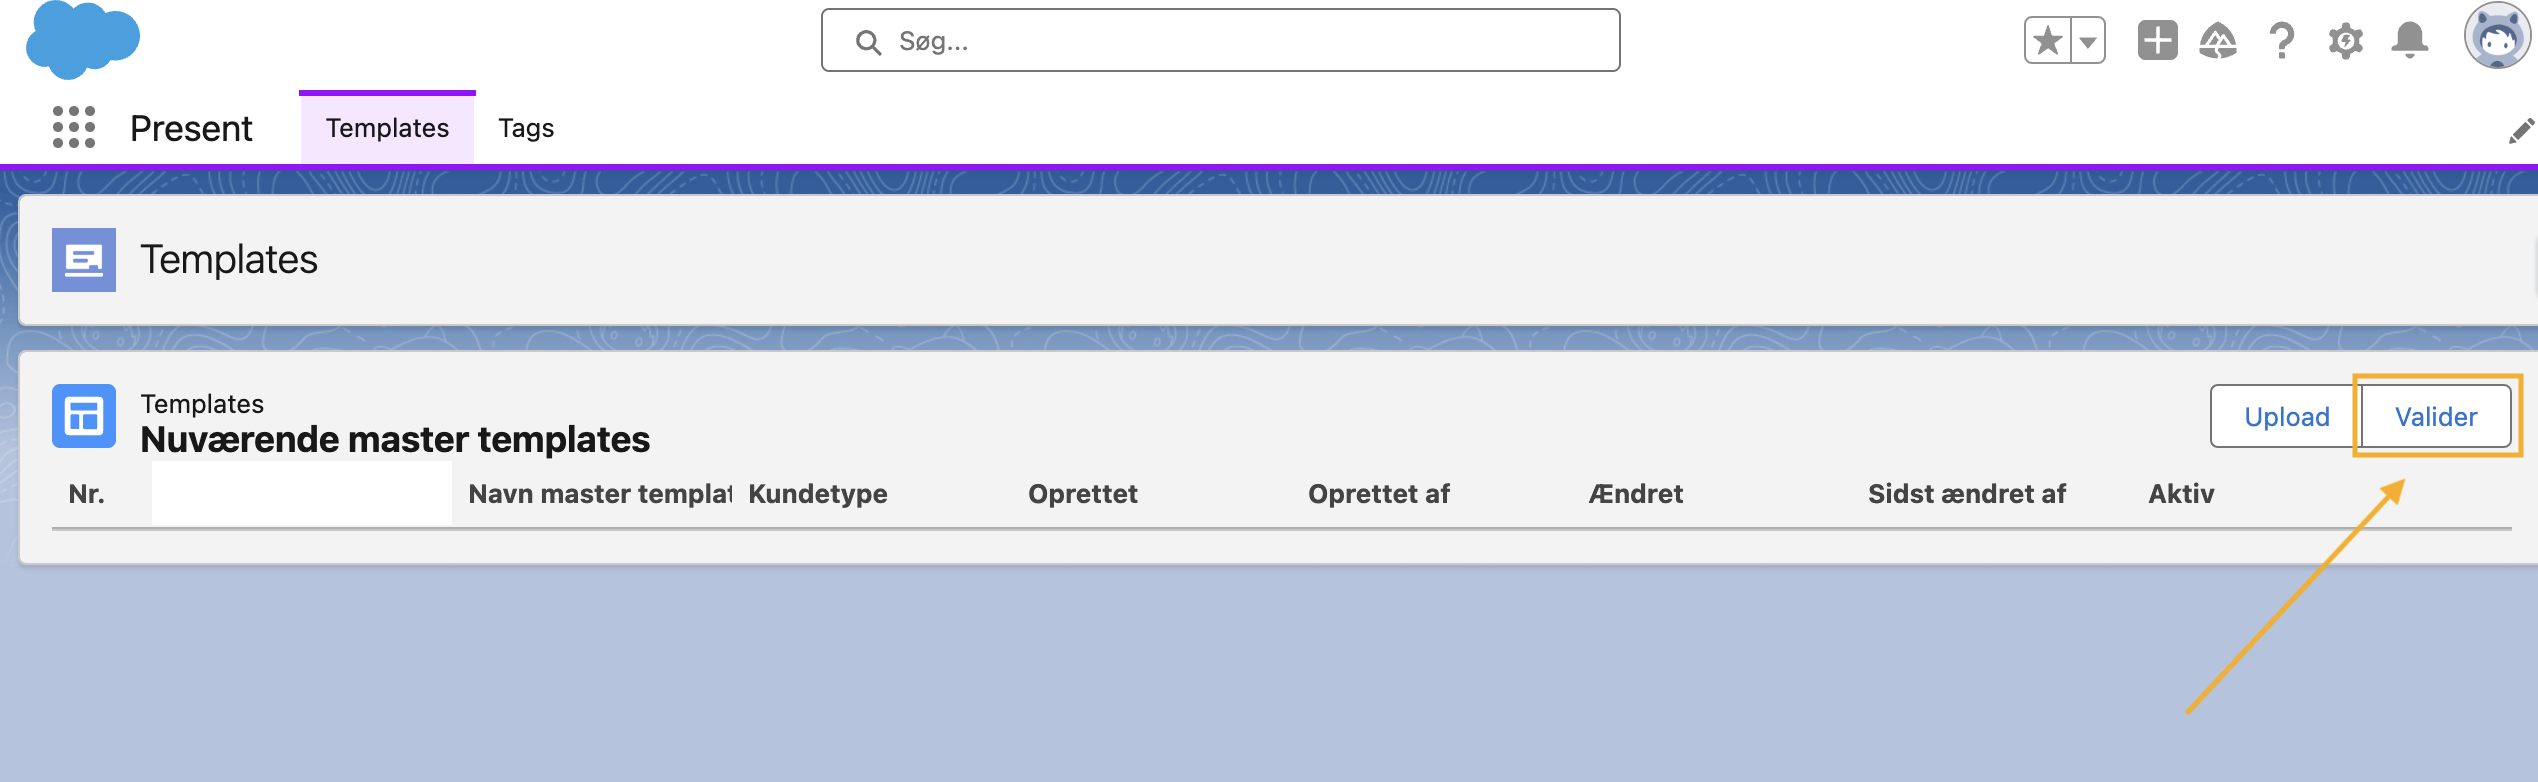 Søg...
Present
Templates
Tags
Templates
Templates
Nuværende master templates
Upload
Valider
Nr.
Navn master templat
Kundetype
Oprettet
Oprettet af
Ændret
Sidst ændret af
Aktiv